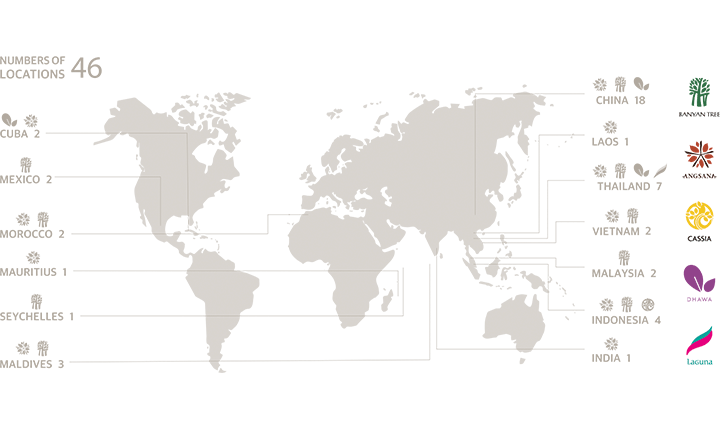 NUMBERS OF
LOCATIONS 46
CUBA 2
MEXICO 2
MOROCCO 2
MAURITIUS 1
SEYCHELLES 1
MALDIVES 3
CHINA 18
LAOS 1
THAILAND 7
VIETNAM 2
MALAYSIA 2
INDONESIA 4
INDIA 1
BANYAN TREE
ANGSANA
CASSIA
DHAWA
Laguna